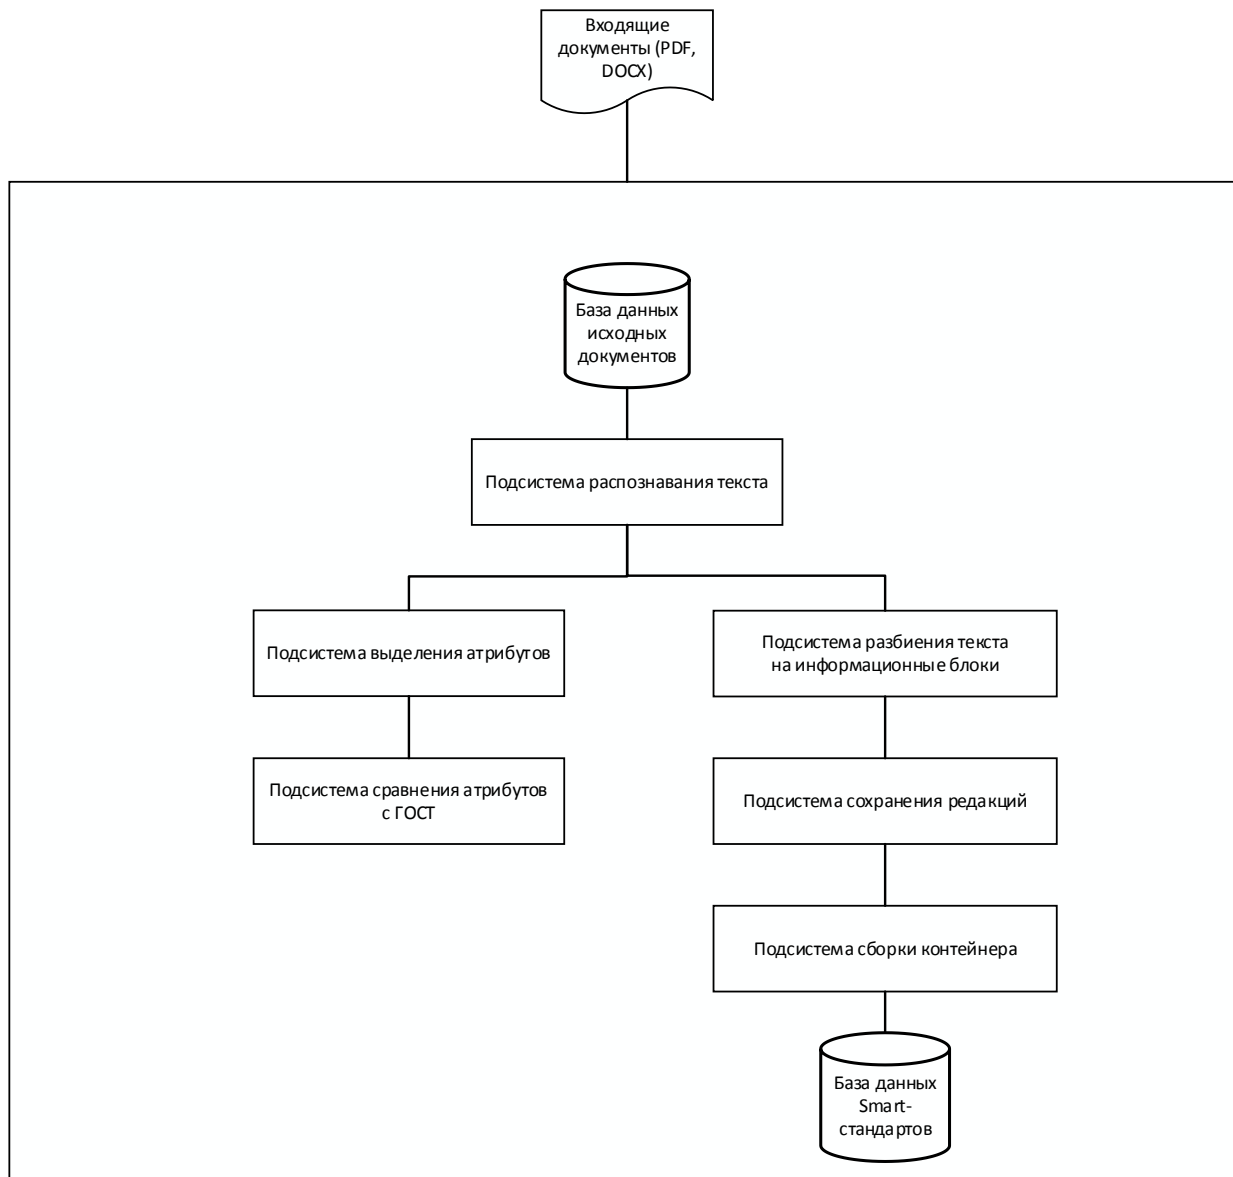 Входящие
документы (PDF,
DOCX)
База данных
исходных
документов
Подсистема распознавания текста
Подсистема выделения атрибутов
Подсистема разбиения текста
на информационные блоки
Подсистема сравнения атрибутов
с ГОСТ
Подсистема сохранения редакций
Подсистема сборки контейнера
База данных
Smart-
стандартов